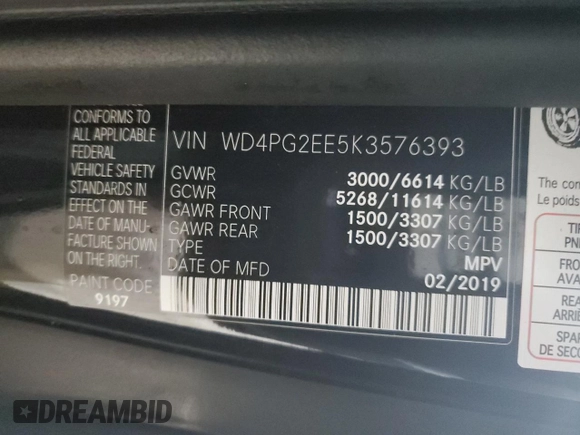 CONFORMS TO
ALL APPLICABLE
FEDERAL
VEHICLE SAFETY
STANDARDS IN
EFFECT ON THE
DATE OF MANU-
FACTURE SHOWN
ON THE RIGHT.
PAINT CODE
9197
VIN WD4PG2EE5K3576393
GVWR 3000/6614 KG/LB
GCWR 5268/11614 KG/LB
GAWR FRONT 1500/3307 KG/LB
GAWR REAR 1500/3307 KG/LB
TYPE MPV
DATE OF MFD 02/2019
The con
Le poids
TI
PN
FRO
AVA
REA
ARRIÈ
SPAR
DE SECO
DREAMBID